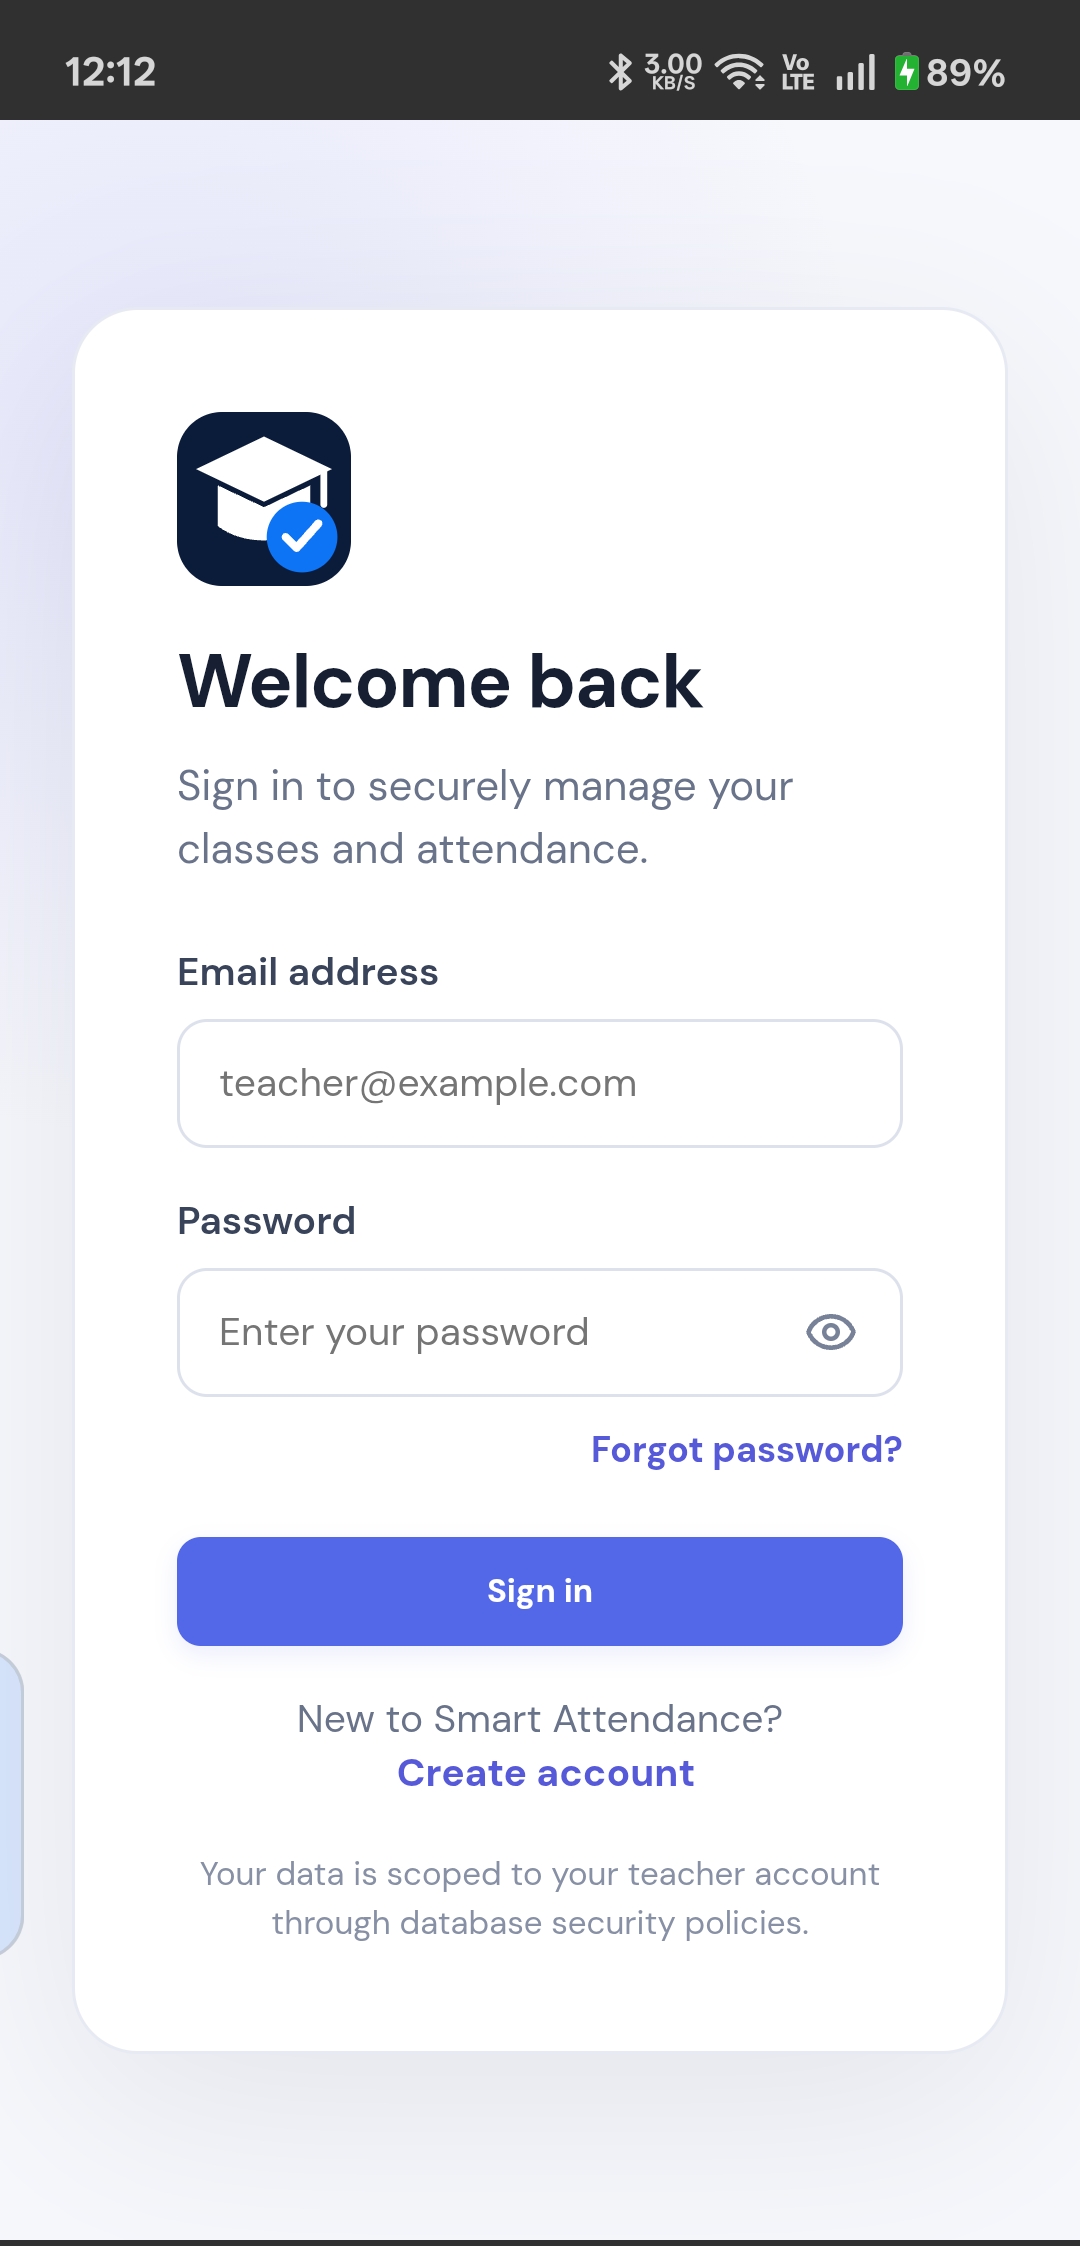 12:12
3.00
KB/S
Vo
LTE
89%
Welcome back
Sign in to securely manage your
classes and attendance.
Email address
teacher@example.com
Password
Enter your password
Forgot password?
Sign in
New to Smart Attendance?
Create account
Your data is scoped to your teacher account
through database security policies.